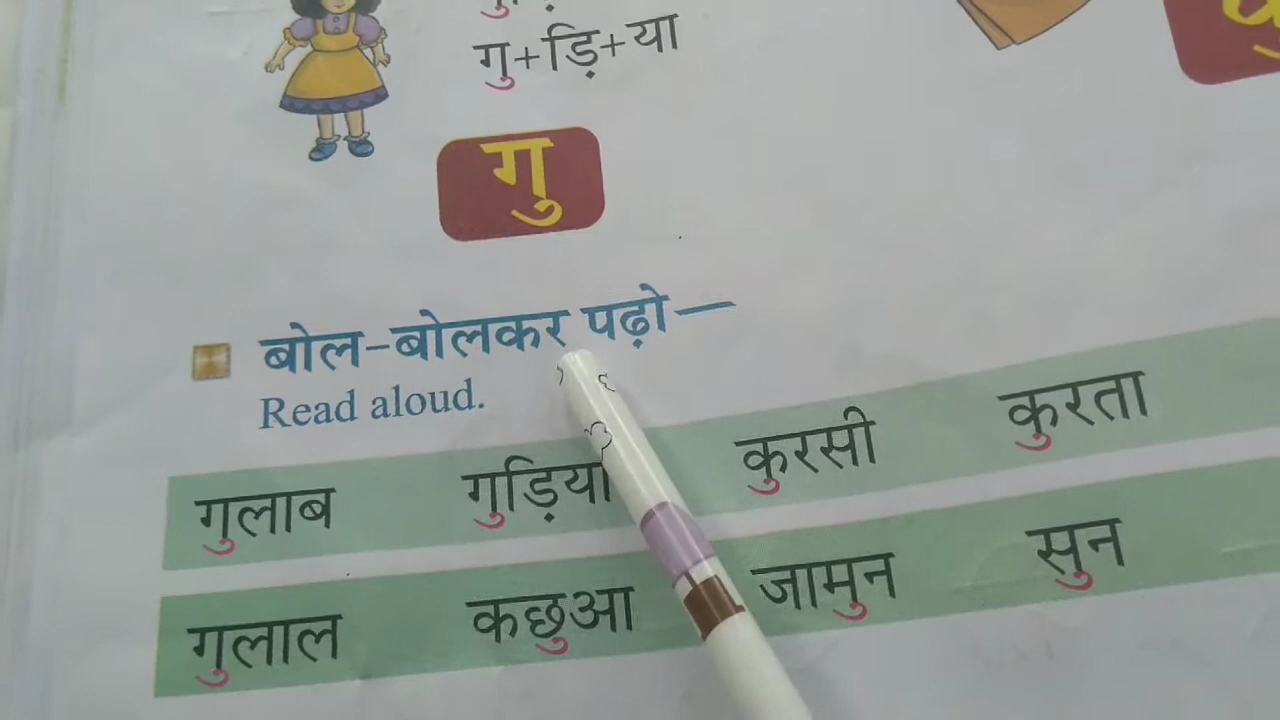 गु+ड़ि+या
गु
बोल-बोलकर पढ़ो—
Read aloud.
गुलाब गुड़िया कुरसी कुरता
गुलाल कछुआ जामुन सुन